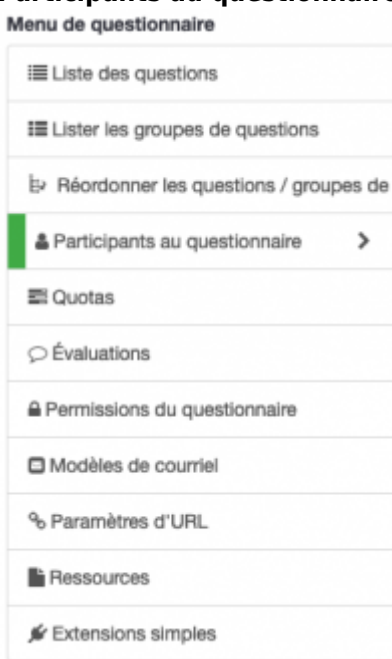 Participants au questionnaire
Menu de questionnaire
Liste des questions
Lister les groupes de questions
Réordonner les questions / groupes de
Participants au questionnaire
Quotas
Évaluations
Permissions du questionnaire
Modèles de courriel
Paramètres d'URL
Ressources
Extensions simples